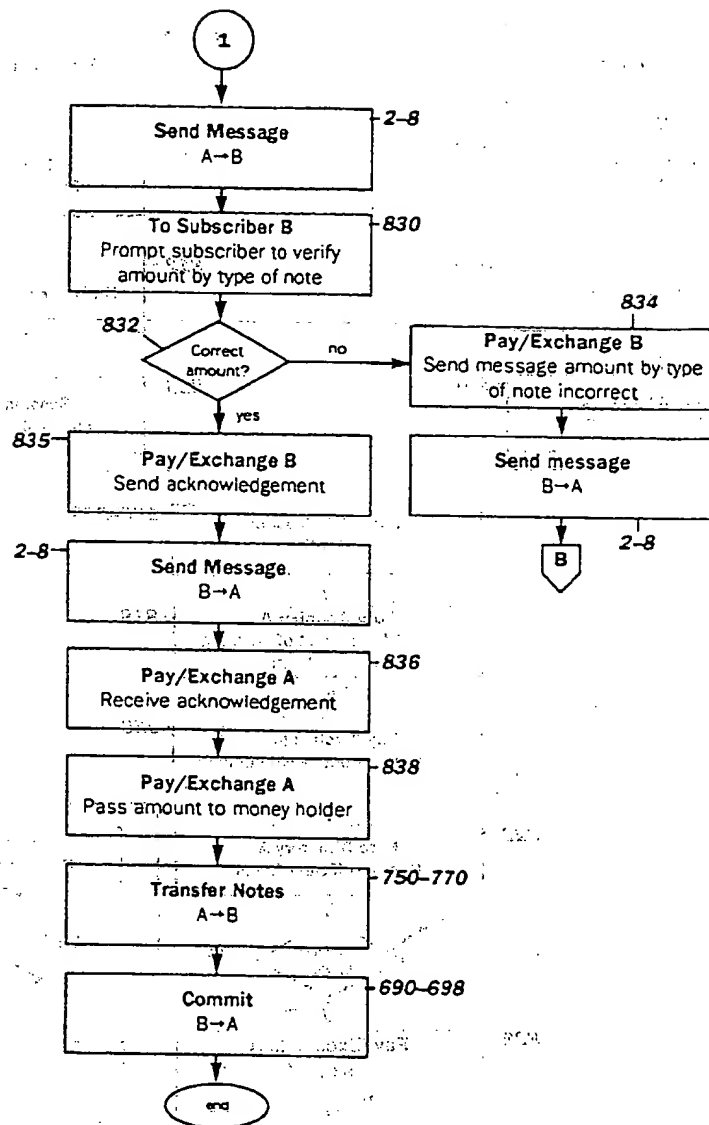 1
2-8
Send Message
A→B
To Subscriber B
830
Prompt subscriber to verify
amount by type of note
832
Correct
amount?
no
834
Pay/Exchange B
Send message amount by type
of note incorrect
yes
835
Pay/Exchange B
Send acknowledgement
Send message
B→A
2-8
B
2-8
Send Message.
B→A
836
Pay/Exchange A
Receive acknowledgement
838
Pay/Exchange A
Pass amount to money holder
750-770
Transfer Notes
A→B
690-698
Commit
B→A
end